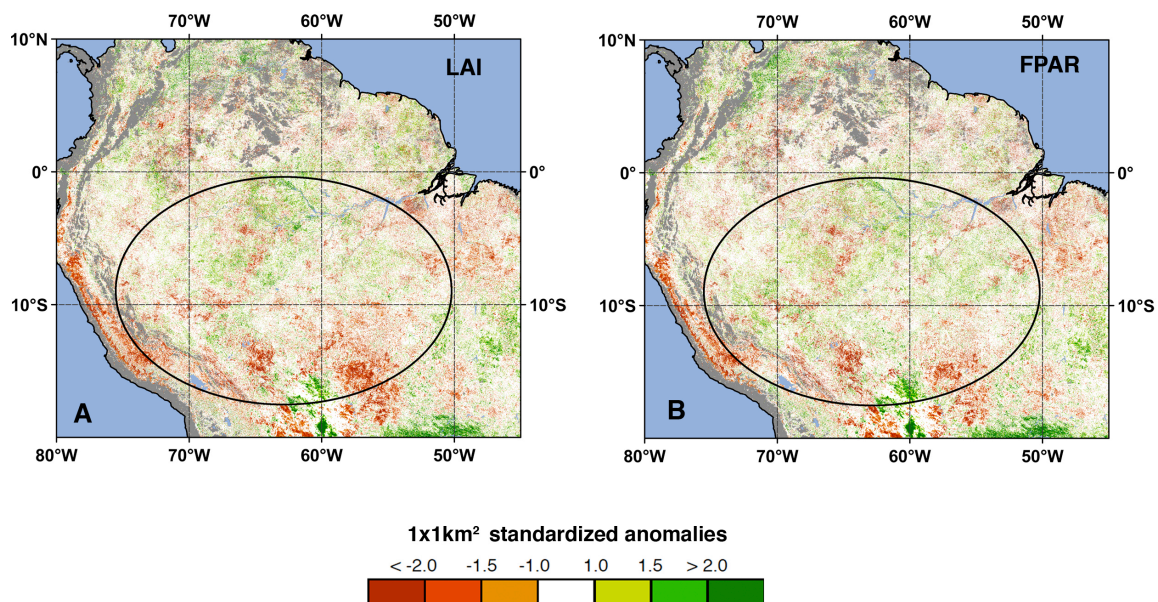 70°W 60°W 50°W 70°W 60°W 50°W
10°N 10°N
LAI FPAR
0° 0° 0° 0°
10°S 10°S 10°S 10°S
A B
80°W 70°W 60°W 50°W 80°W 70°W 60°W 50°W
1x1km² standardized anomalies
< -2.0 -1.5 -1.0 1.0 1.5 > 2.0